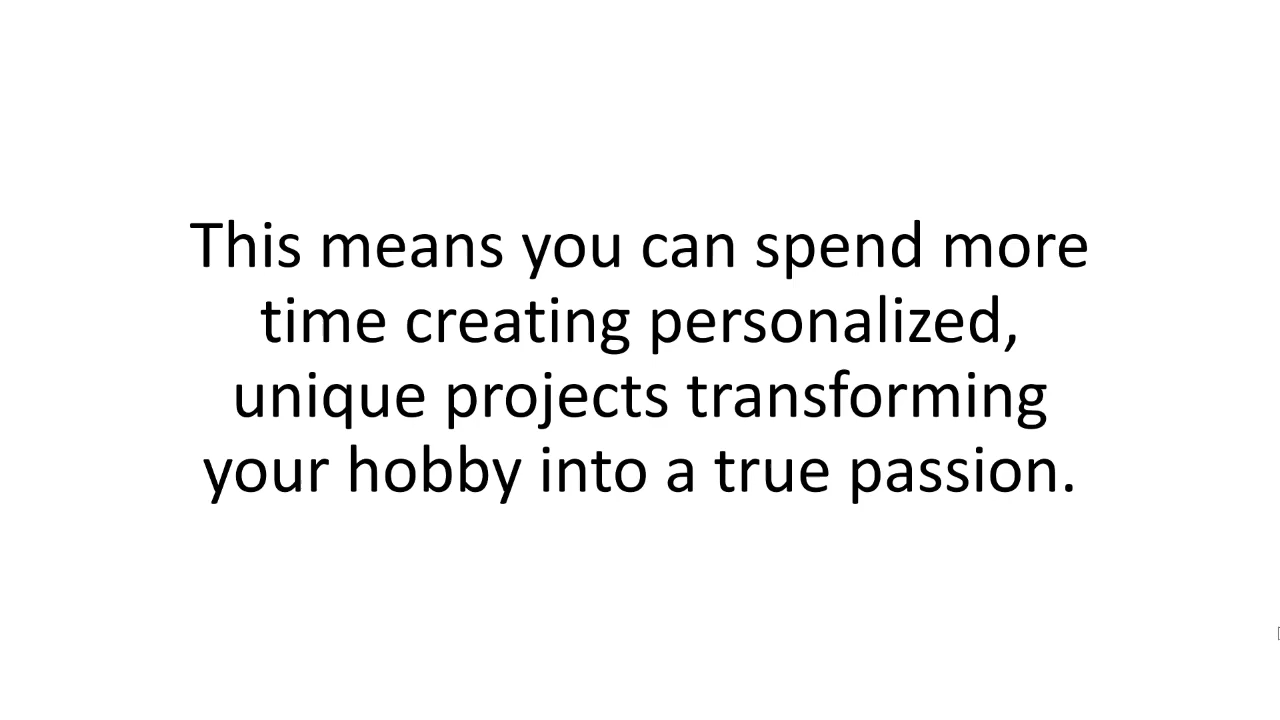 This means you can spend more
time creating personalized,
unique projects transforming
your hobby into a true passion.